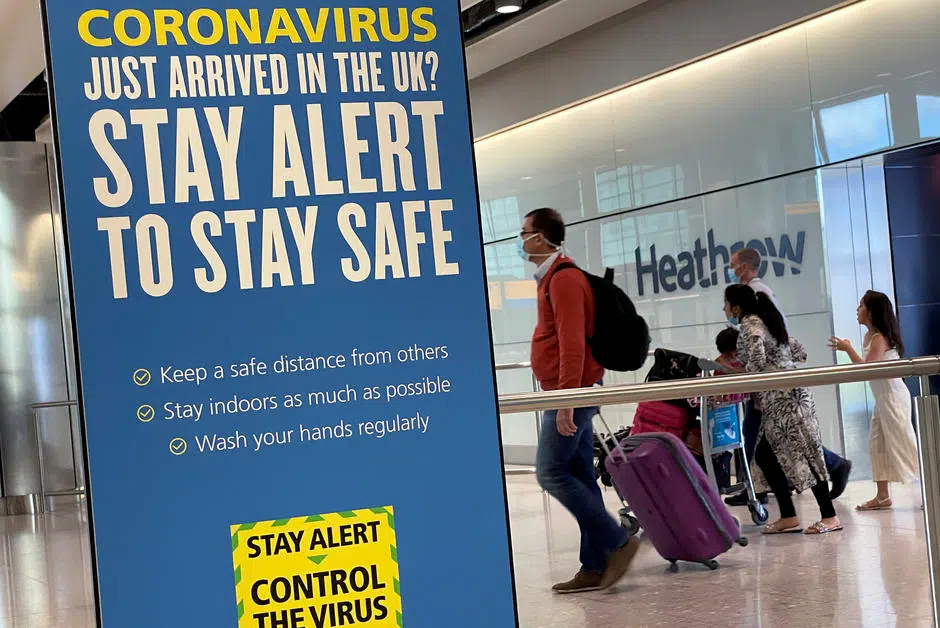 CORONAVIRUS
JUST ARRIVED IN THE UK?
STAY ALERT
TO STAY SAFE
Keep a safe distance from others
Stay indoors as much as possible
Wash your hands regularly
STAY ALERT
CONTROL
THE VIRUS
Heathrow